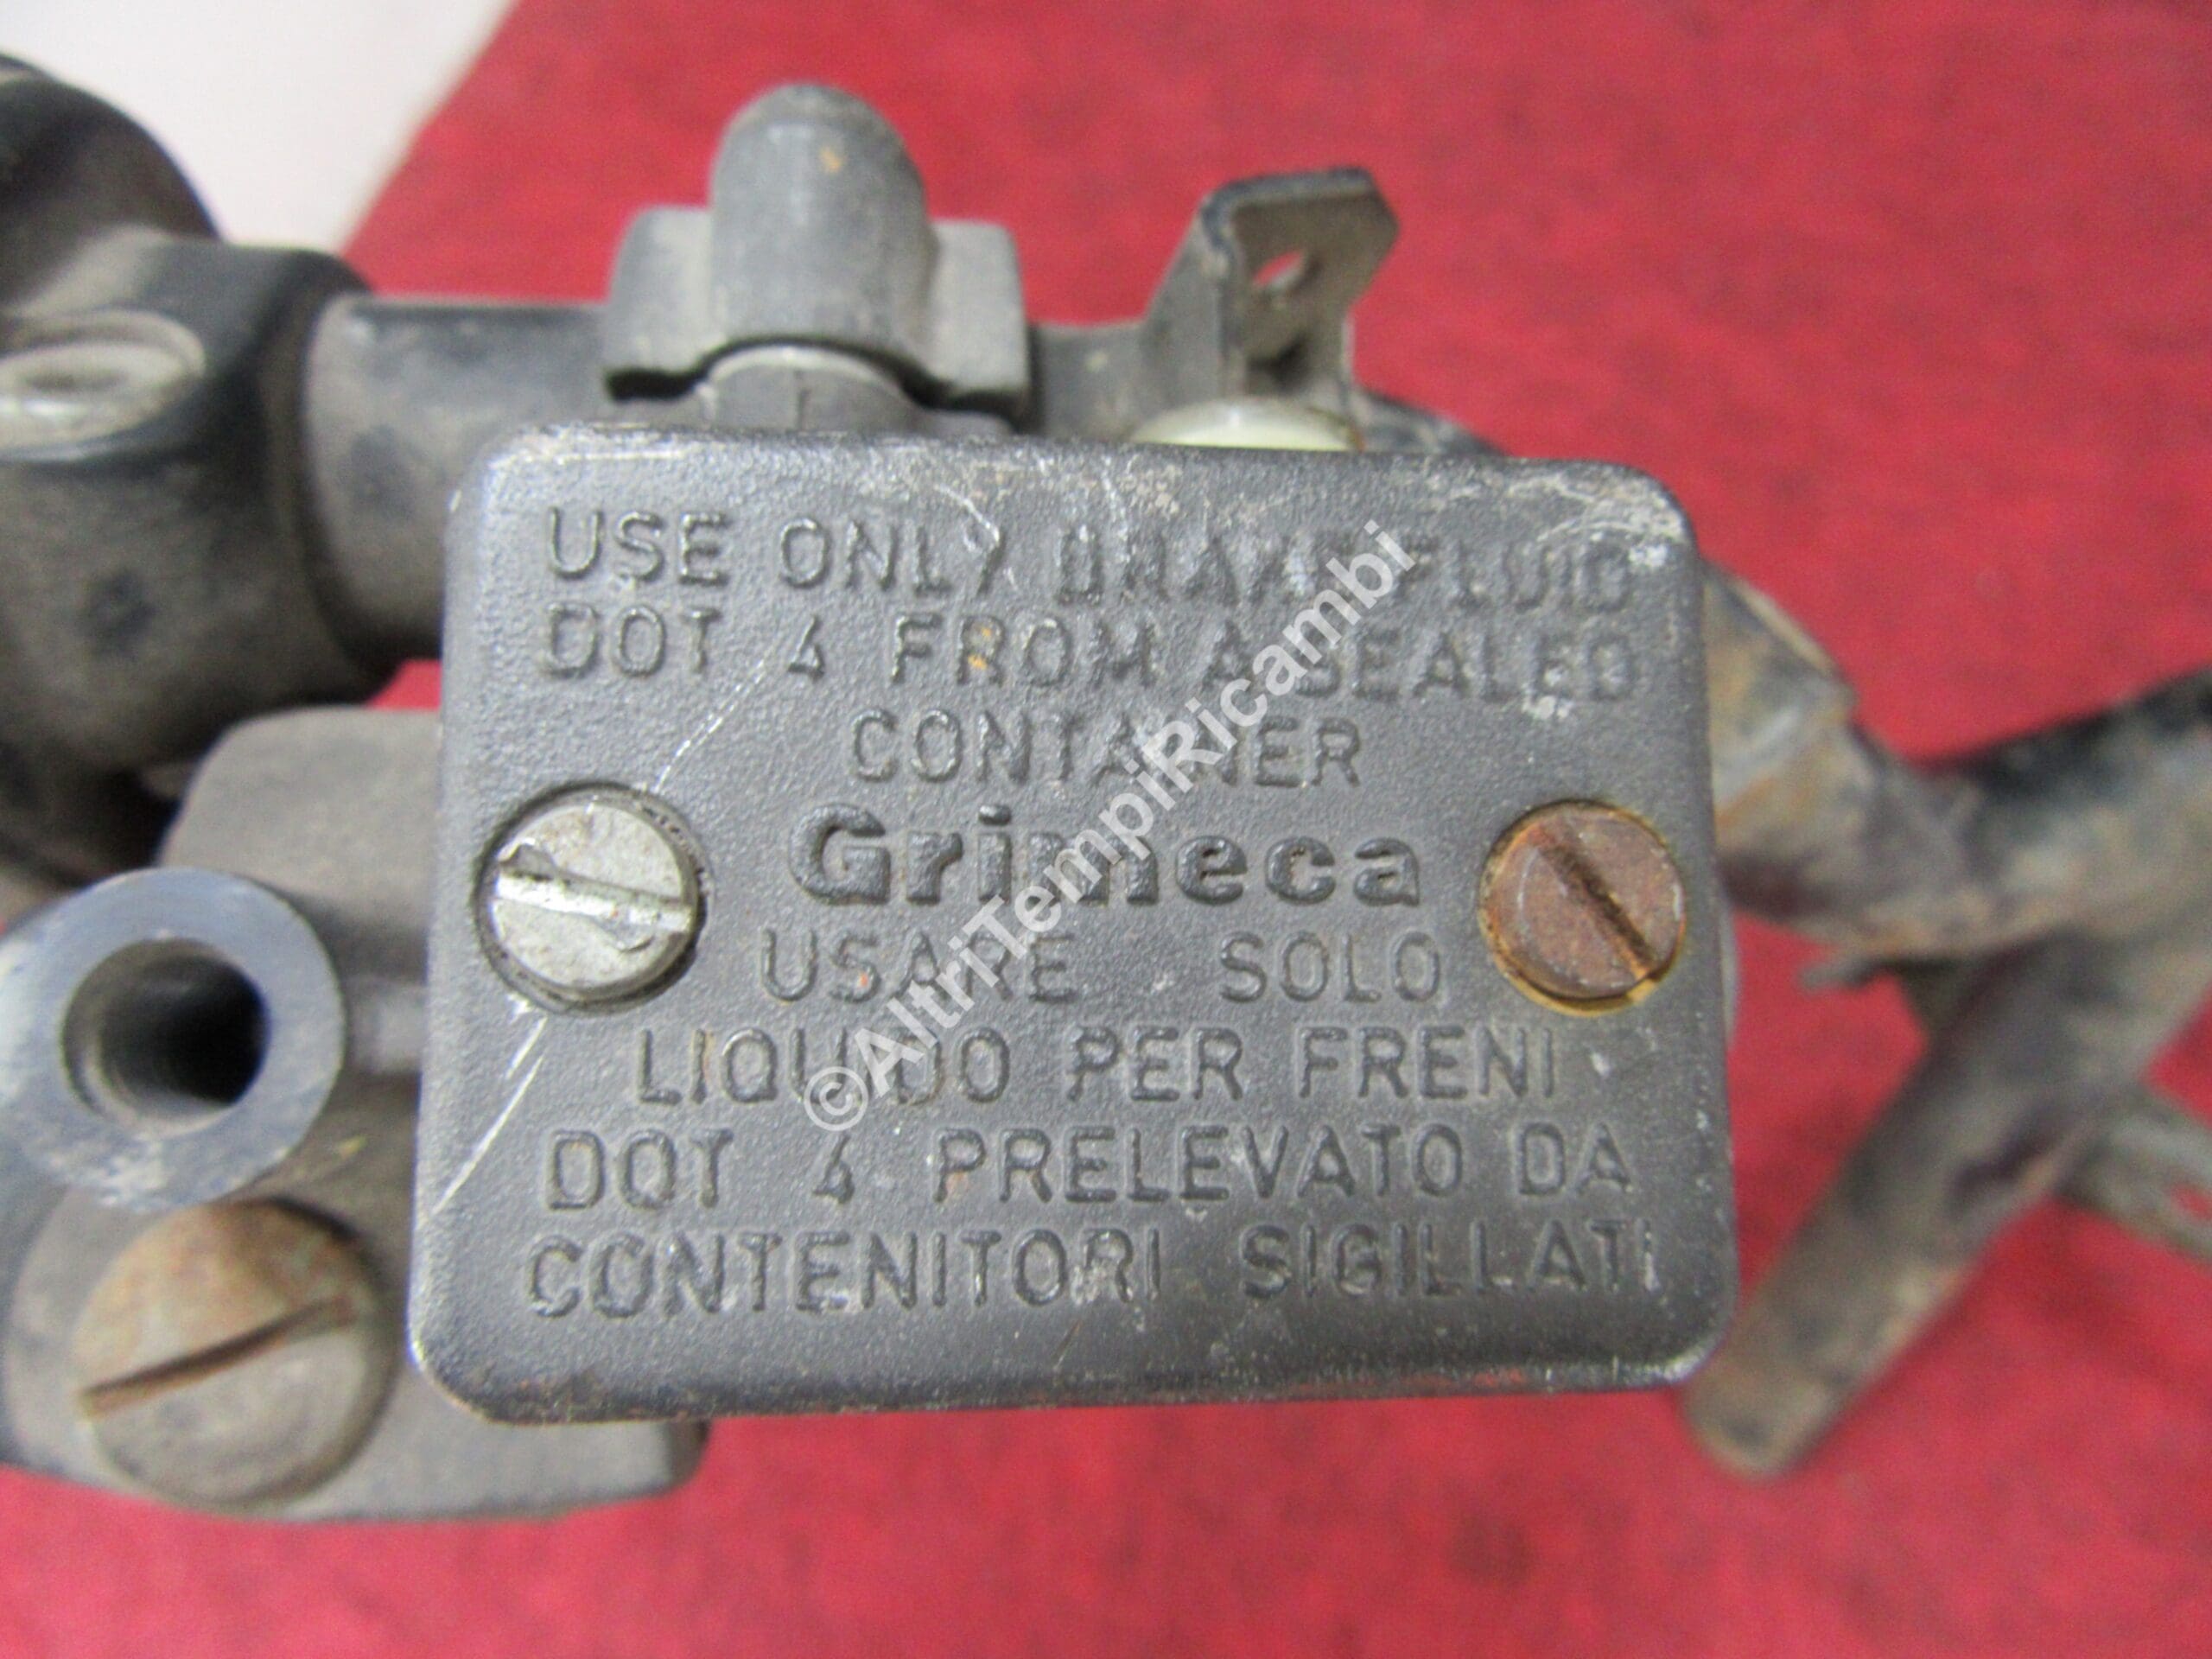 USE ONLY BRAKE FLUID
DOT 4 FROM A SEALED
CONTAINER
Grimeca
USARE SOLO
LIQUIDO PER FRENI
DOT 4 PRELEVATO DA
CONTENITORI SIGILLATI
©AltriTempiRicambi